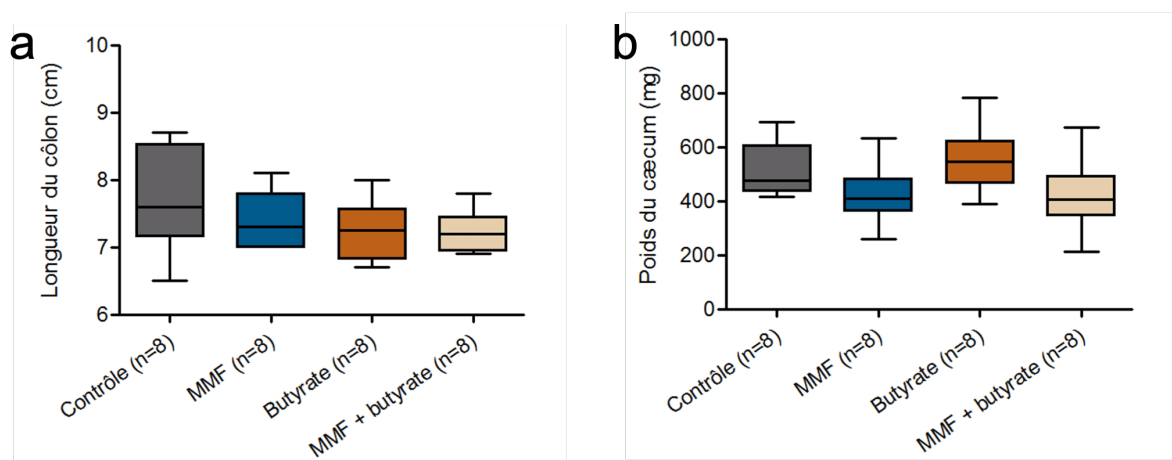 a
Longueur du côlon (cm)
10
9
8
7
6
Contrôle (n=8)
MMF (n=8)
Butyrate (n=8)
MMF + butyrate (n=8)
b
Poids du cæcum (mg)
1000
800
600
400
200
0
Contrôle (n=8)
MMF (n=8)
Butyrate (n=8)
MMF + butyrate (n=8)